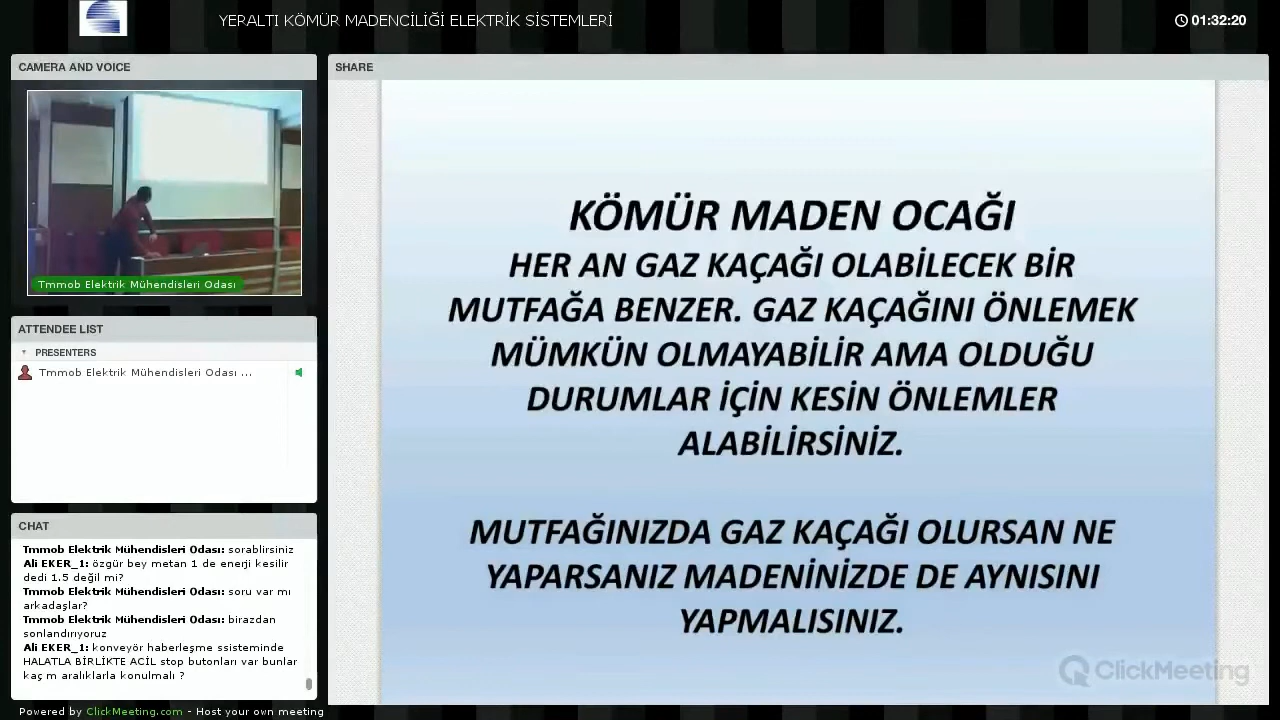 YERALTI KÖMÜR MADENCİLİĞİ ELEKTRİK SİSTEMLERİ
01:32:20
CAMERA AND VOICE
Tmmob Elektrik Mühendisleri Odası
ATTENDEE LIST
PRESENTERS
Tmmob Elektrik Mühendisleri Odası ...
CHAT
Tmmob Elektrik Mühendisleri Odası: sorablirsiniz
Ali EKER_1: özgür bey metan 1 de enerji kesilir
dedi 1.5 değil mi?
Tmmob Elektrik Mühendisleri Odası: soru var mı
arkadaşlar?
Tmmob Elektrik Mühendisleri Odası: birazdan
sonlandırıyoruz
Ali EKER_1: konveyör haberleşme ssisteminde
HALATLA BİRLİKTE ACİL stop butonları var bunlar
kaş m aralıklarla konulmalı ?
Powered by ClickMeeting.com - Host your own meeting
SHARE
KÖMÜR MADEN OCAĞI
HER AN GAZ KAÇAĞI OLABİLECEK BİR
MUTFAĞA BENZER. GAZ KAÇAĞINI ÖNLEMEK
MÜMKÜN OLMAYABİLİR AMA OLDUĞU
DURUMLAR İÇİN KESİN ÖNLEMLER
ALABİLİRSİNİZ.
MUTFAĞINIZDA GAZ KAÇAĞI OLURSAN NE
YAPARSANIZ MADENİNİZDE DE AYNISINI
YAPMALISINIZ.
ClickMeeting